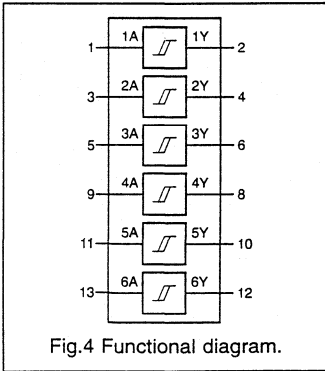 1 1A 1Y 2
3 2A 2Y 4
5 3A 3Y 6
9 4A 4Y 8
11 5A 5Y 10
13 6A 6Y 12
Fig.4 Functional diagram.